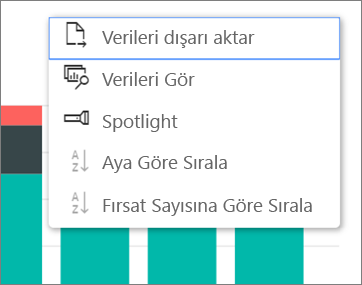 Verileri dışarı aktar
Verileri Gör
Spotlight
A
Z
Aya Göre Sırala
A
Z
Fırsat Sayısına Göre Sırala